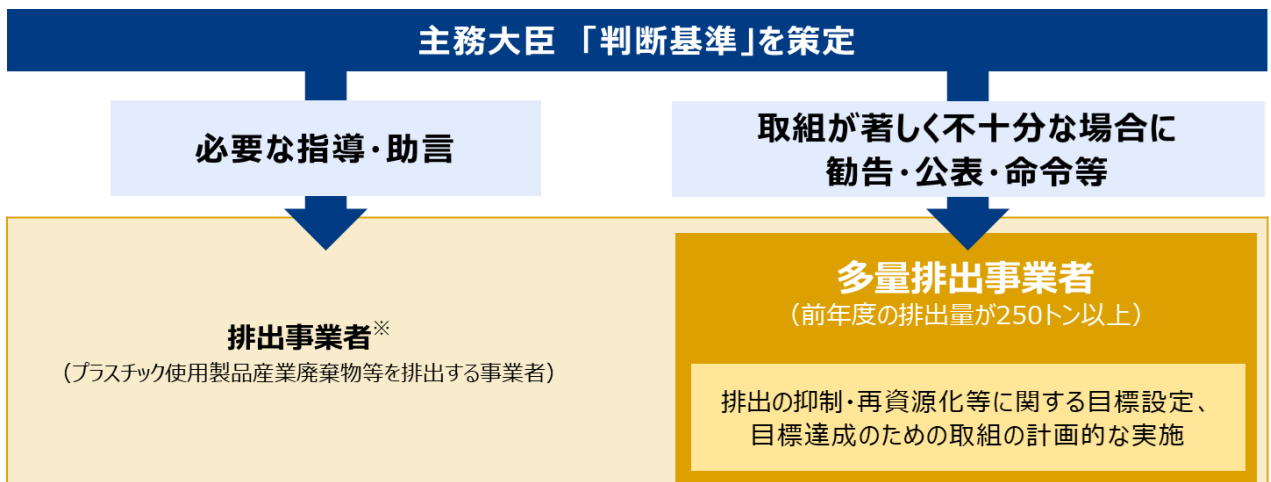 主務大臣 「判断基準」を策定
必要な指導・助言
取組が著しく不十分な場合に
勧告・公表・命令等
排出事業者※
（プラスチック使用製品産業廃棄物等を排出する事業者）
多量排出事業者
（前年度の排出量が250トン以上）
排出の抑制・再資源化等に関する目標設定、
目標達成のための取組の計画的な実施